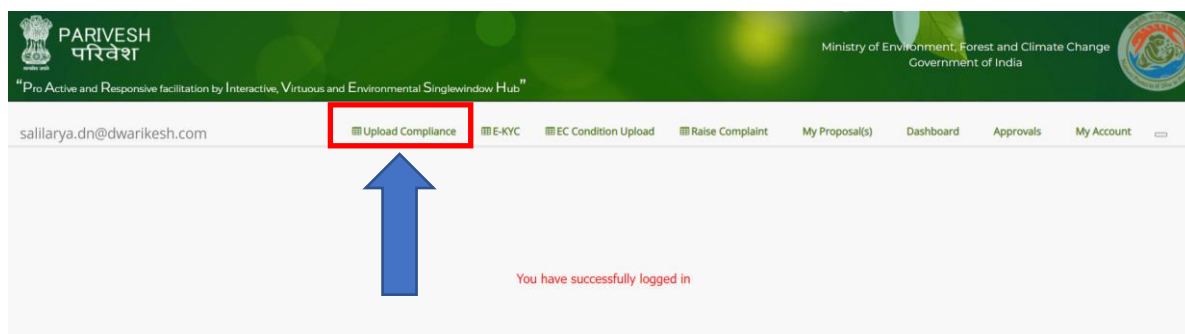 PARIVESH
परिवेश
Ministry of Environment, Forest and Climate Change
Government of India
"Pro Active and Responsive facilitation by Interactive, Virtuous and Environmental Singlewindow Hub"
salilarya.dn@dwarikesh.com Upload Compliance E-KYC EC Condition Upload Raise Complaint My Proposal(s) Dashboard Approvals My Account
You have successfully logged in